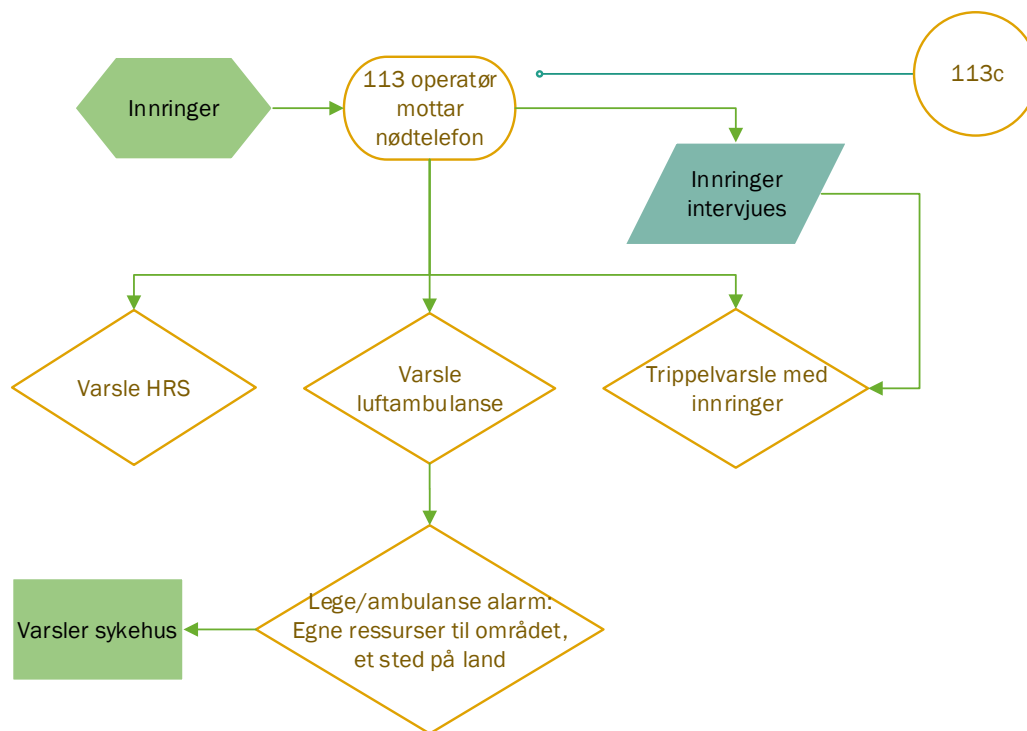 Innringer
113 operatør
mottar
nødtelefon
113c
Innringer
intervjues
Varsle HRS
Varsle
luftambulanse
Trippelvarsle med
innringer
Lege/ambulanse alarm:
Egne ressurser til området,
et sted på land
Varsler sykehus